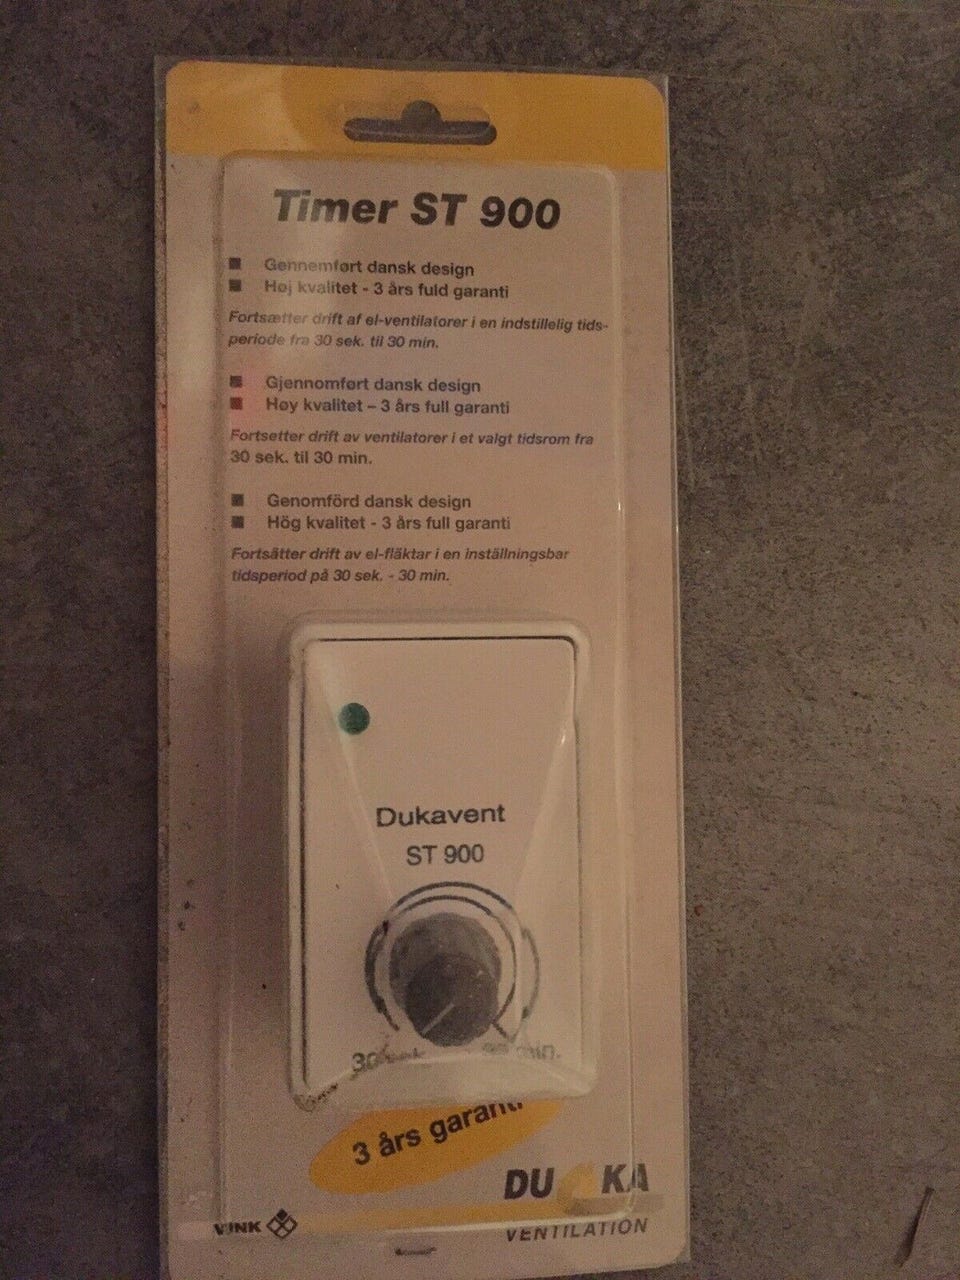 Timer ST 900
Gennemført dansk design
Høj kvalitet - 3 års fuld garanti
Fortsætter drift af el-ventilatorer i en indstillelig tids-
periode fra 30 sek. til 30 min.
Gjennomført dansk design
Høy kvalitet – 3 års full garanti
Fortsetter drift av ventilatorer i et valgt tidsrom fra
30 sek. til 30 min.
Genomförd dansk design
Hög kvalitet - 3 års full garanti
Fortsätter drift av el-fläktar i en inställningsbar
tidsperiod på 30 sek. - 30 min.
Dukavent
ST 900
30 sek. min.
3 års garanti
DUKA
VENTILATION
VINK